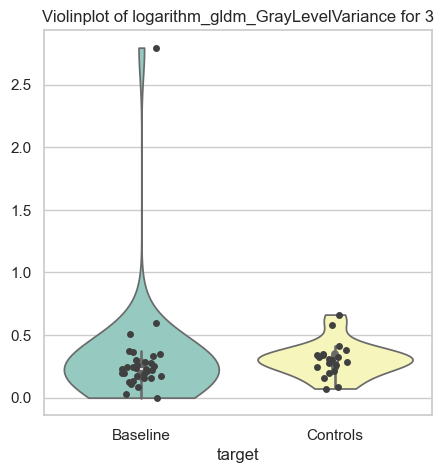 Violinplot of logarithm_gldm_GrayLevelVariance for 3
2.5
2.0
1.5
1.0
0.5
0.0
Baseline Controls
target